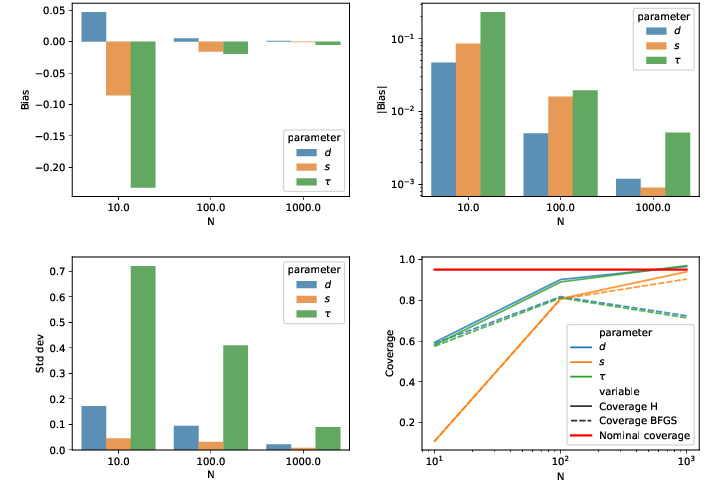 0.05
0.00
−0.05
−0.10
−0.15
−0.20
Bias
10.0 100.0 1000.0
N
parameter
d
s
τ
10⁻¹
10⁻²
10⁻³
|Bias|
10.0 100.0 1000.0
N
parameter
d
s
τ
0.7
0.6
0.5
0.4
0.3
0.2
0.1
0.0
Std dev
10.0 100.0 1000.0
N
parameter
d
s
τ
1.0
0.8
0.6
0.4
0.2
Coverage
10¹ 10² 10³
N
parameter
d
s
τ
variable
Coverage H
Coverage BFGS
Nominal coverage